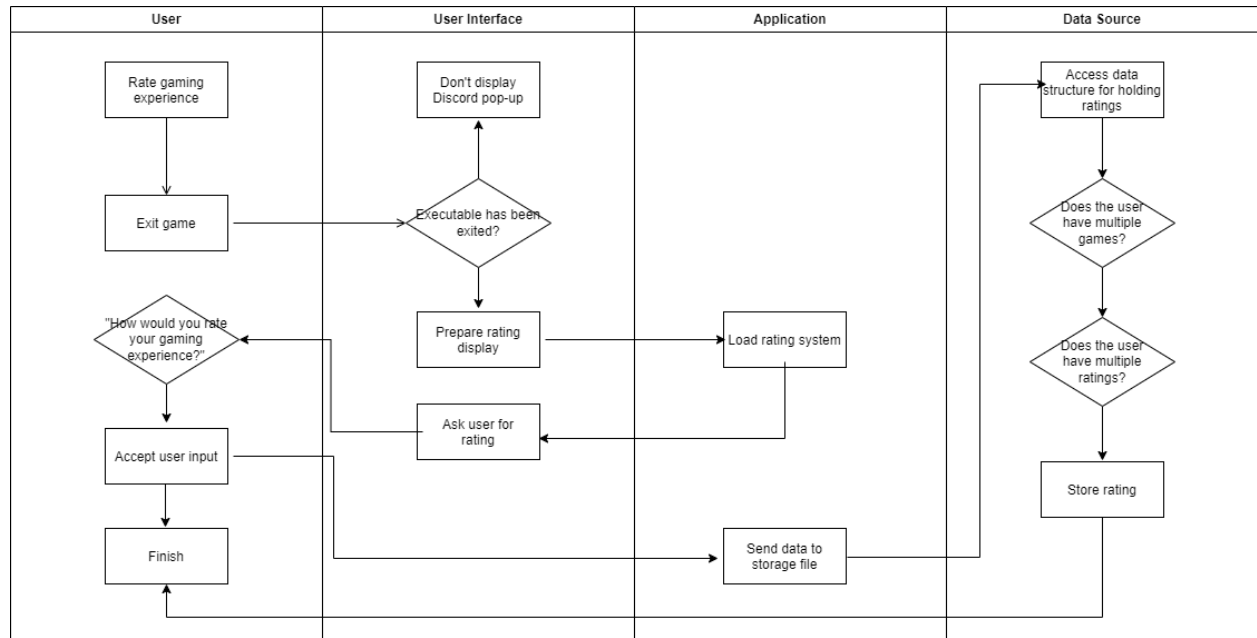 User
User Interface
Application
Data Source
Rate gaming
experience
Don't display
Discord pop-up
Access data
structure for holding
ratings
Exit game
Executable has been
exited?
Does the user
have multiple
games?
"How would you rate
your gaming
experience?"
Prepare rating
display
Load rating system
Does the user
have multiple
ratings?
Ask user for
rating
Accept user input
Store rating
Finish
Send data to
storage file